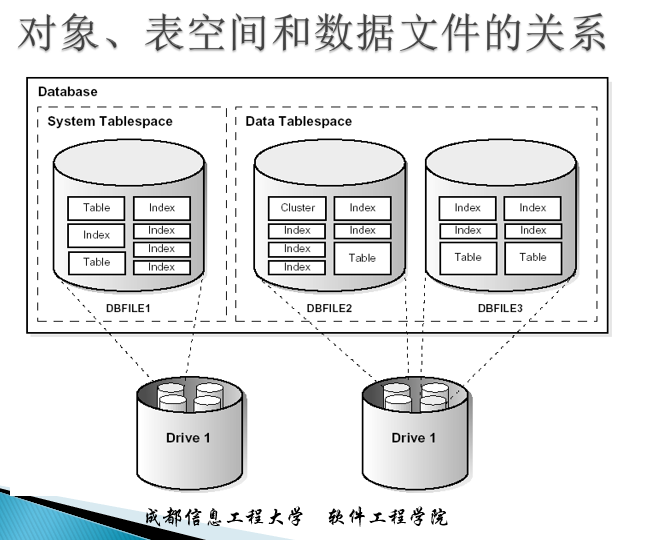 对象、表空间和数据文件的关系
Database
System Tablespace
Data Tablespace
Table
Index
Index
Index
Index
Table
Index
DBFILE1
Cluster
Index
Index
Index
Index
Index
Table
DBFILE2
Index
Index
Index
Index
Table
Table
DBFILE3
Drive 1
Drive 1
成都信息工程大学 软件工程学院